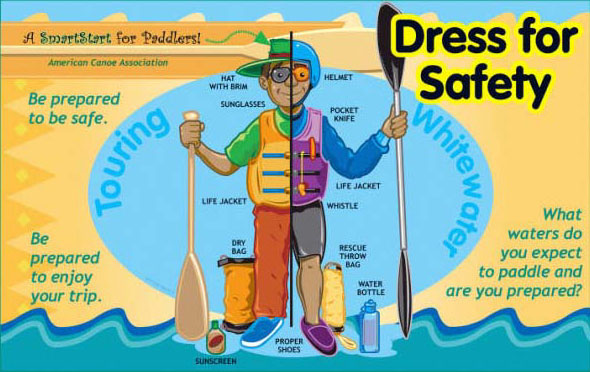 A SmartStart for Paddlers!
American Canoe Association
Dress for
Safety
Be prepared
to be safe.
Touring
Whitewater
HAT
WITH BRIM
HELMET
SUNGLASSES
POCKET
KNIFE
LIFE JACKET
LIFE JACKET
WHISTLE
DRY
BAG
RESCUE
THROW
BAG
WATER
BOTTLE
PROPER
SHOES
SUNSCREEN
Be
prepared
to enjoy
your trip.
What
waters do
you expect
to paddle and
are you prepared?